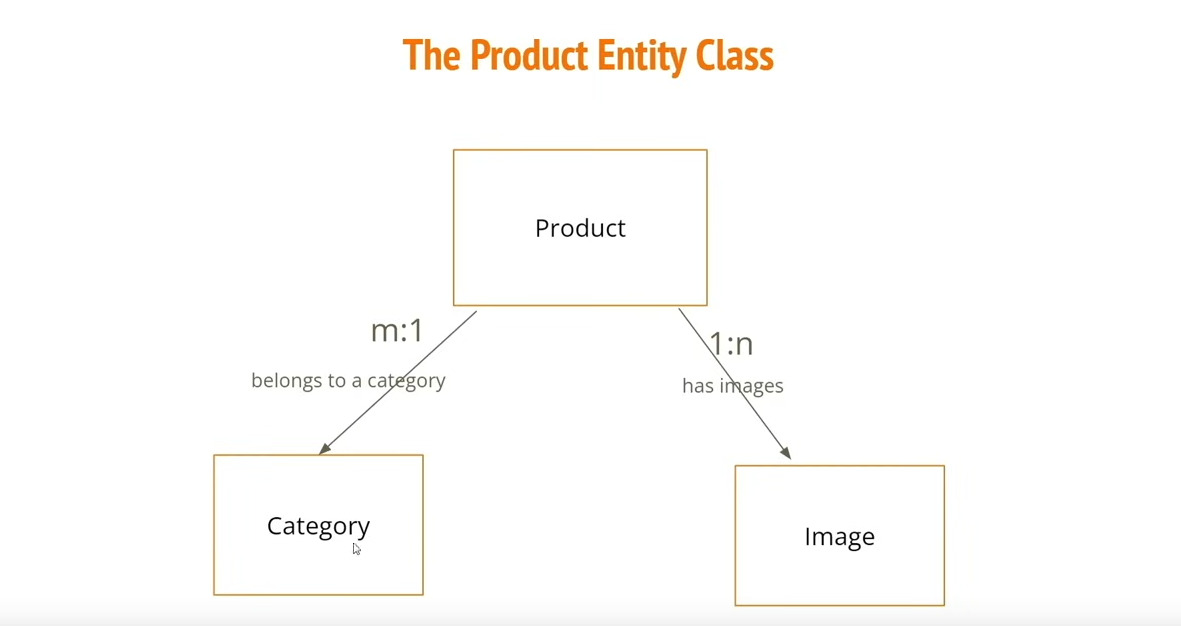 The Product Entity Class
Product
m:1
1:n
belongs to a category
has images
Category
Image